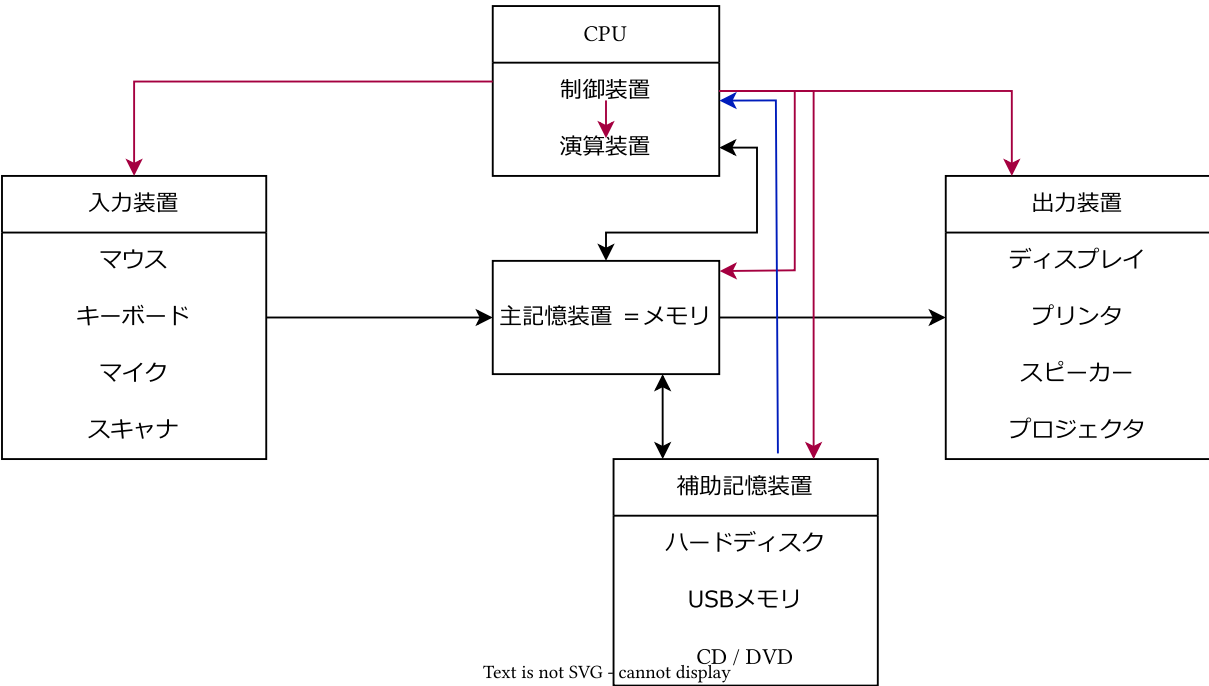 CPU
制御装置
演算装置
入力装置
マウス
キーボード
マイク
スキャナ
主記憶装置 =メモリ
出力装置
ディスプレイ
プリンタ
スピーカー
プロジェクタ
補助記憶装置
ハードディスク
USBメモリ
CD / DVD
Text is not SVG - cannot display